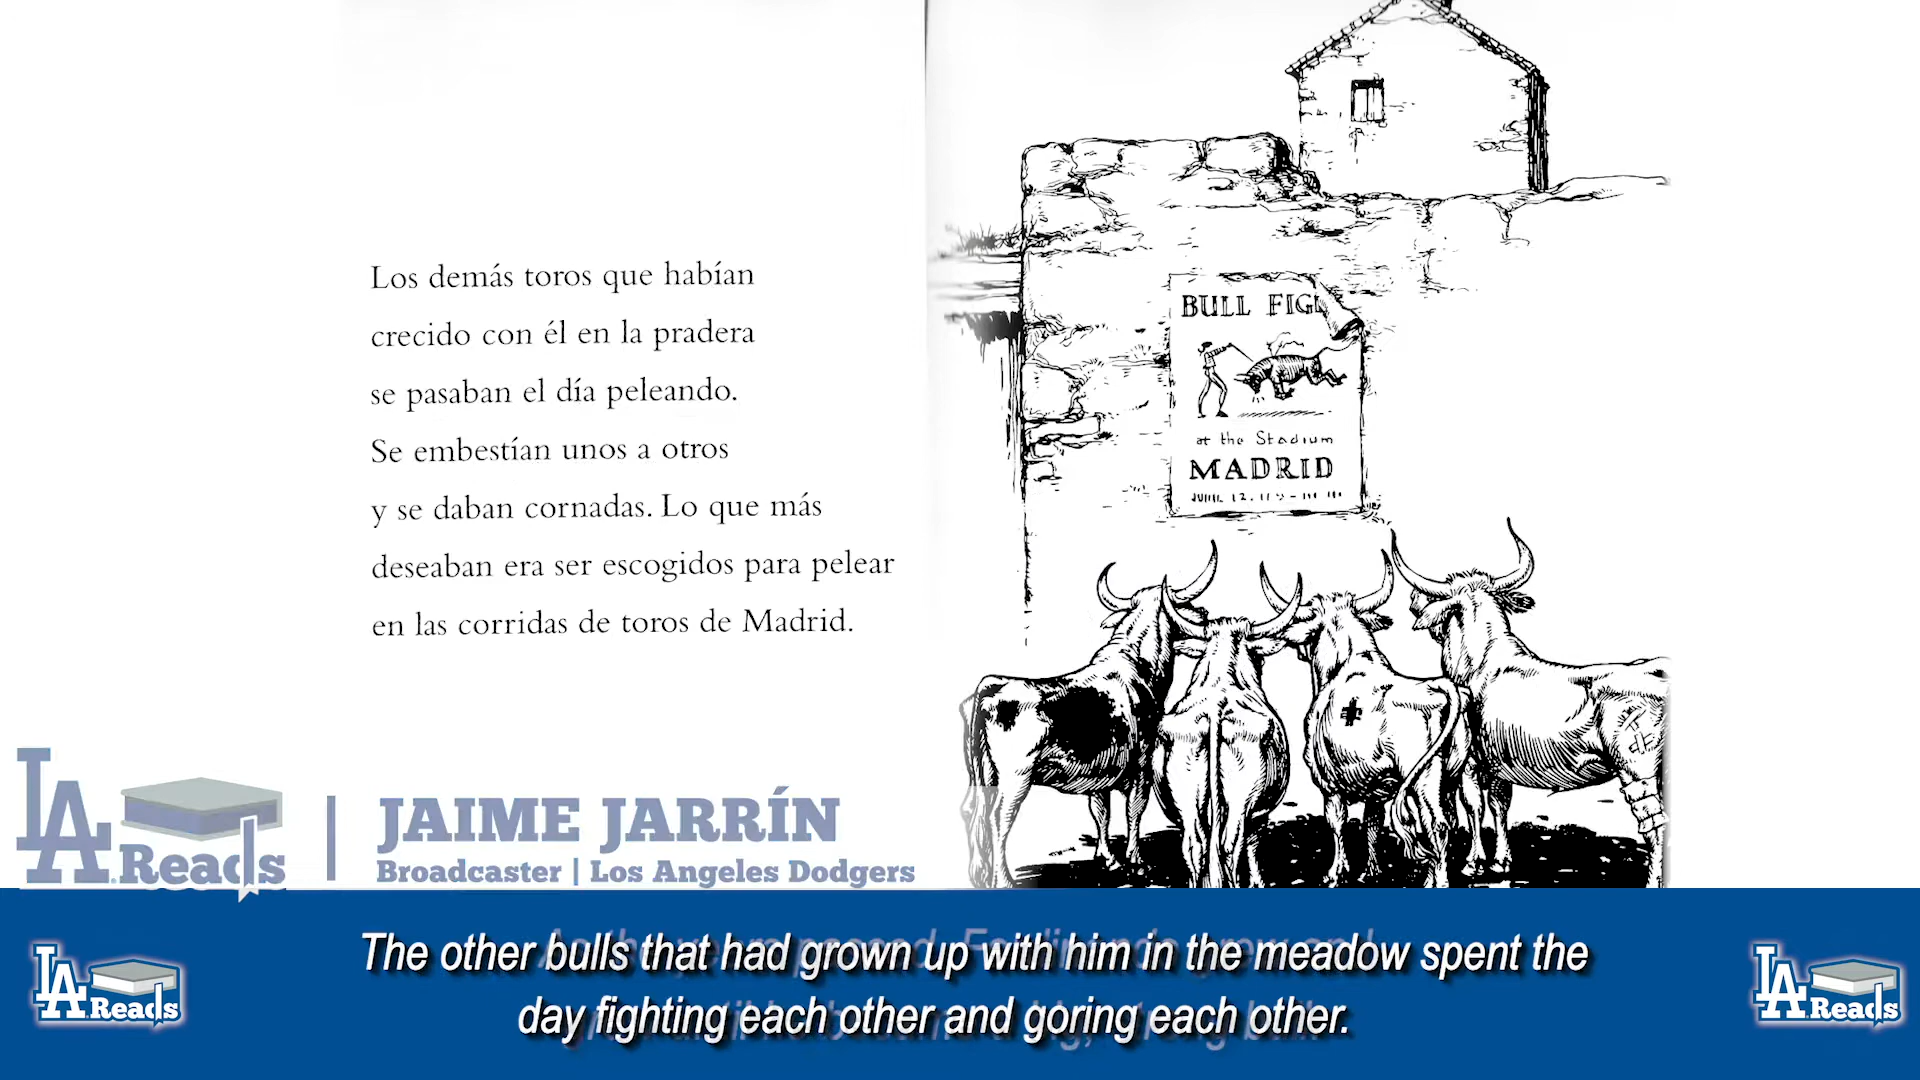 Los demás toros que habían
crecido con él en la pradera
se pasaban el día peleando.
Se embestían unos a otros
y se daban cornadas. Lo que más
deseaban era ser escogidos para pelear
en las corridas de toros de Madrid.
BULL FIG
at the Stadium
MADRID
LA Reads
JAIME JARRÍN
Broadcaster | Los Angeles Dodgers
The other bulls that had grown up with him in the meadow spent the
day fighting each other and goring each other.
LA Reads
LA Reads